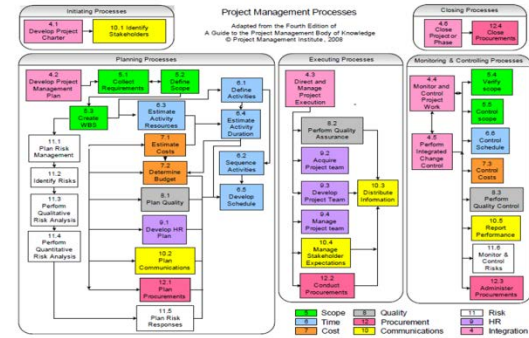 Project Management Processes
Adapted from the Fourth Edition of
A Guide to the Project Management Body of Knowledge
© Project Management Institute, 2008
Initiating Processes
4.1
Develop Project
Charter
10.1 Identify
Stakeholders
Closing Processes
4.6
Close
Project or
Phase
12.4
Close
Procurements
Planning Processes
4.2
Develop Project
Management
Plan
5.1
Collect
Requirements
5.2
Define
Scope
5.3
Create
WBS
6.1
Define
Activities
6.3
Estimate
Activity
Resources
6.4
Estimate
Activity
Duration
7.1
Estimate
Costs
7.2
Determine
Budget
6.2
Sequence
Activities
6.5
Develop
Schedule
11.1
Plan Risk
Management
11.2
Identify Risks
11.3
Perform
Qualitative
Risk Analysis
11.4
Perform
Quantitative
Risk Analysis
8.1
Plan Quality
9.1
Develop HR
Plan
10.2
Plan
Communications
12.1
Plan
Procurements
11.5
Plan Risk
Responses
Executing Processes
4.3
Direct and
Manage
Project
Execution
8.2
Perform Quality
Assurance
9.2
Acquire
Project team
9.3
Develop
Project Team
9.4
Manage
Project team
10.3
Distribute
Information
10.4
Manage
Stakeholder
Expectations
12.2
Conduct
Procurements
Monitoring & Controlling Processes
4.4
Monitor and
Control
Project
Work
4.5
Perform
Integrated
Change
Control
5.4
Verify
scope
5.5
Control
scope
6.6
Control
Schedule
7.3
Control
Costs
8.3
Perform
Quality Control
10.5
Report
Performance
11.6
Monitor &
Control
Risks
12.3
Administer
Procurements
5 Scope
8 Quality
11 Risk
6 Time
12 Procurement
9 HR
7 Cost
10 Communications
4 Integration